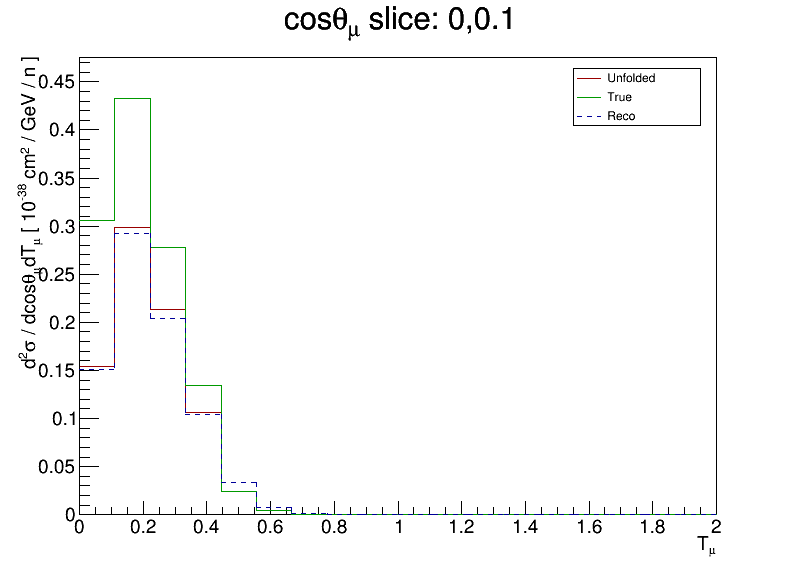 cosθμ slice: 0,0.1
d²σ / dcosθμdTμ [ 10⁻³⁸ cm² / GeV / n ]
0.45
0.4
0.35
0.3
0.25
0.2
0.15
0.1
0.05
0
Unfolded
True
Reco
0 0.2 0.4 0.6 0.8 1 1.2 1.4 1.6 1.8 2
Tμ